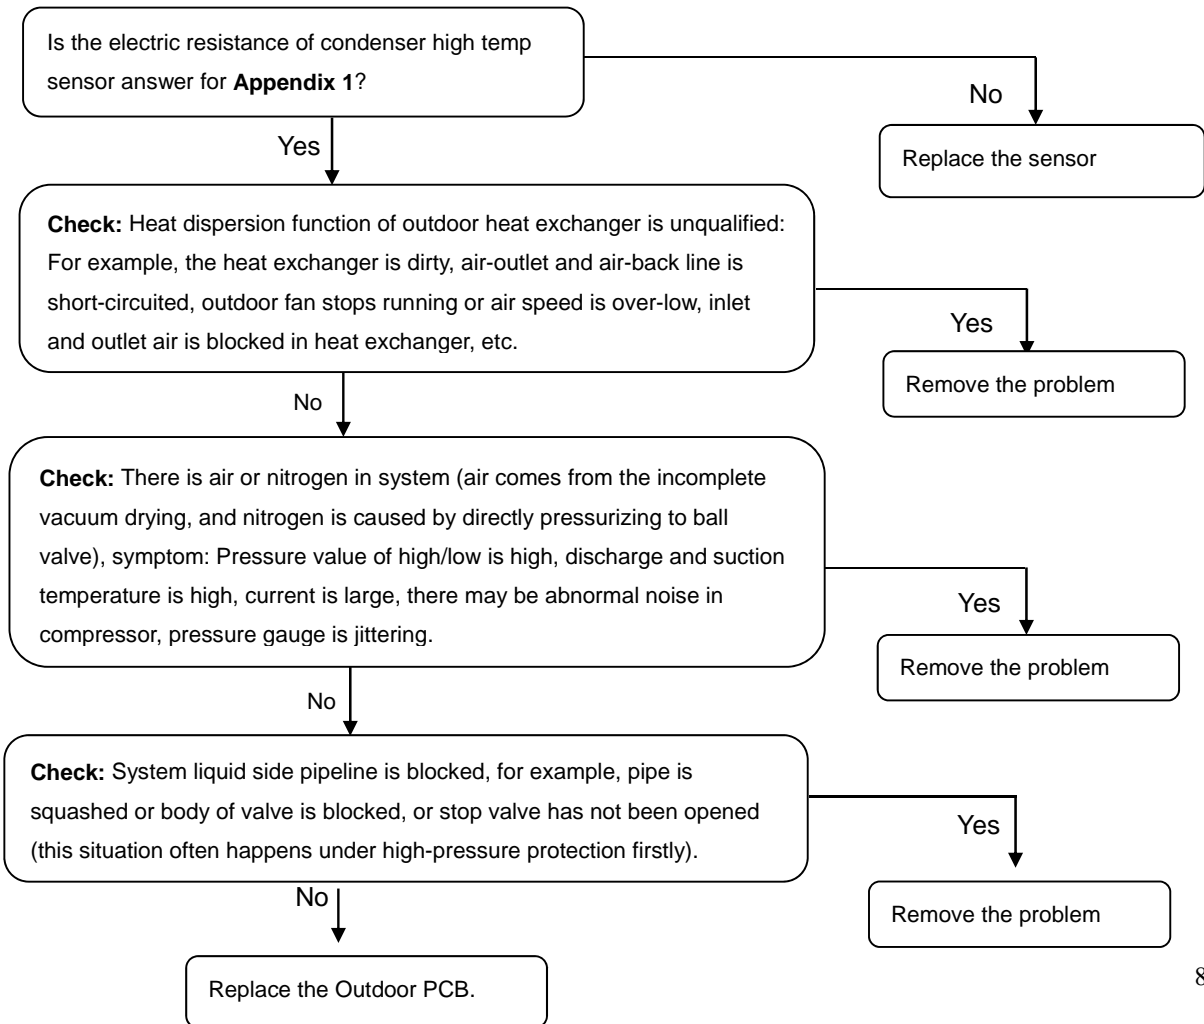 Is the electric resistance of condenser high temp
sensor answer for Appendix 1?
No
Yes
Replace the sensor
Check: Heat dispersion function of outdoor heat exchanger is unqualified:
For example, the heat exchanger is dirty, air-outlet and air-back line is
short-circuited, outdoor fan stops running or air speed is over-low, inlet
and outlet air is blocked in heat exchanger, etc.
Yes
Remove the problem
No
Check: There is air or nitrogen in system (air comes from the incomplete
vacuum drying, and nitrogen is caused by directly pressurizing to ball
valve), symptom: Pressure value of high/low is high, discharge and suction
temperature is high, current is large, there may be abnormal noise in
compressor, pressure gauge is jittering.
Yes
Remove the problem
No
Check: System liquid side pipeline is blocked, for example, pipe is
squashed or body of valve is blocked, or stop valve has not been opened
(this situation often happens under high-pressure protection firstly).
Yes
Remove the problem
No
Replace the Outdoor PCB.
8